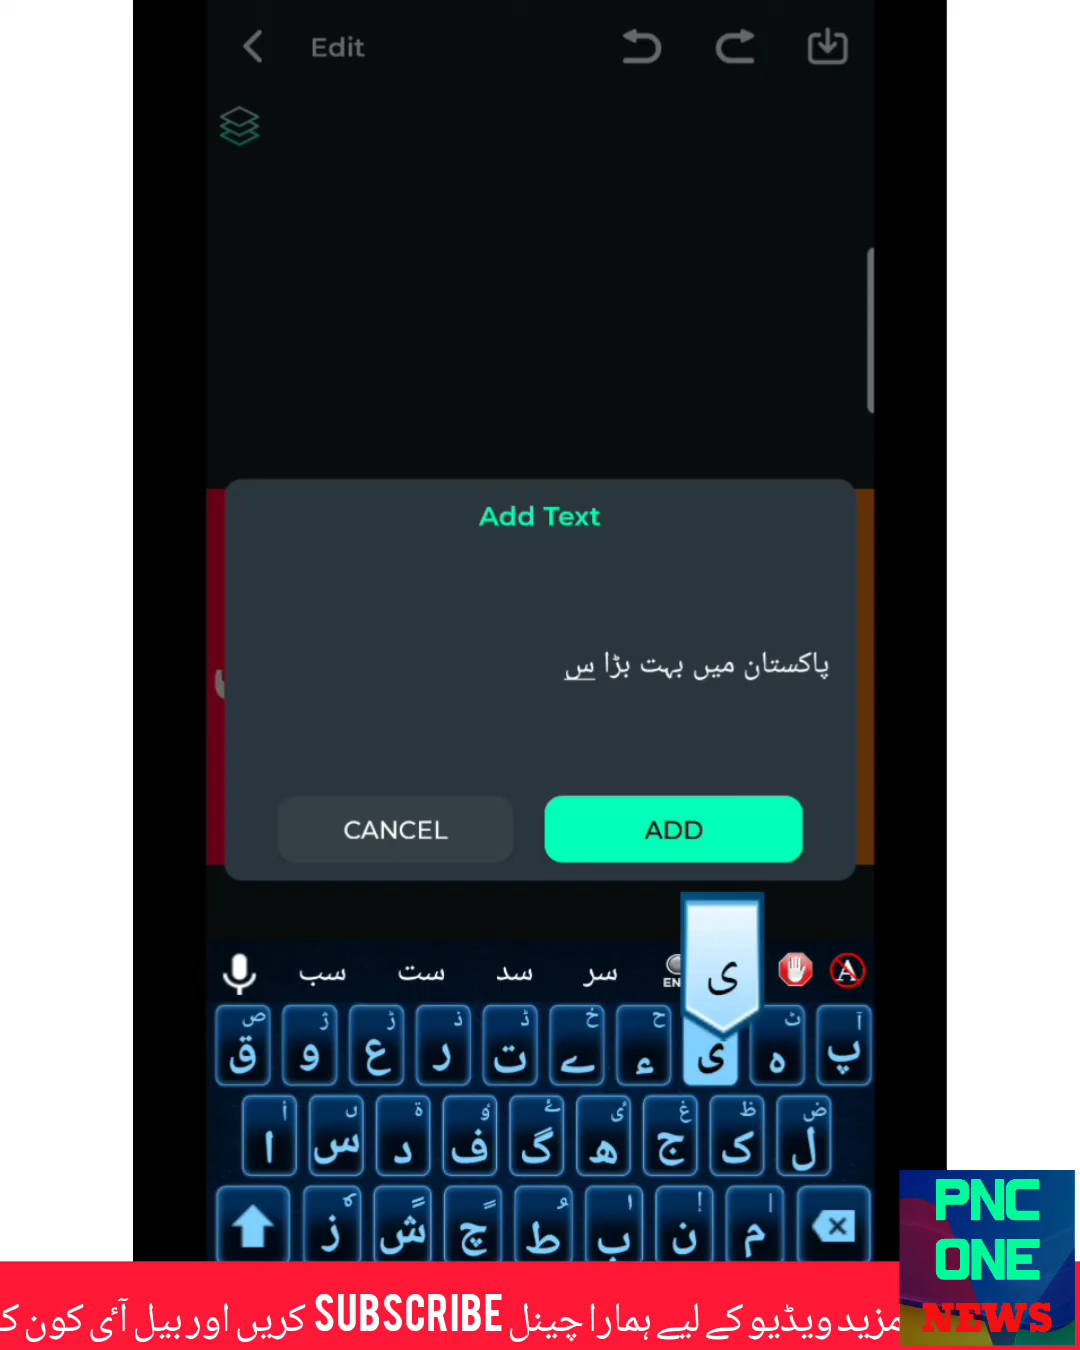 Edit
Add Text
پاکستان میں بہت بڑا س
CANCEL ADD
ی
سب ست سد سر EN A
ق ص و ژ ع ڑ ر ذ ت ڈ ے خ ء ح ی ہ ٹ پ آ
ا أ س ں د ۃ ف ؤ گ ۓ ھ ئ ج غ ک ظ ل ض
ز ش چ ط ب ن م
مزید ویڈیو کے لیے ہمارا چینل SUBSCRIBE کریں اور بیل آئی کون ک
PNC
ONE
NEWS